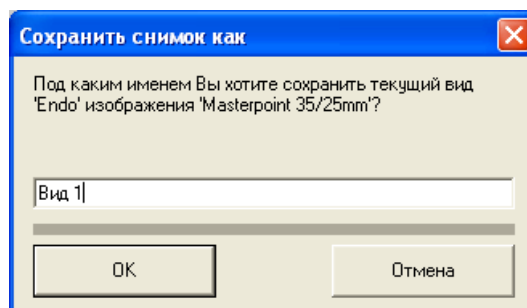 Сохранить снимок как
Под каким именем Вы хотите сохранить текущий вид
'Endo' изображения 'Masterpoint 35/25mm'?
Вид 1
OK
Отмена